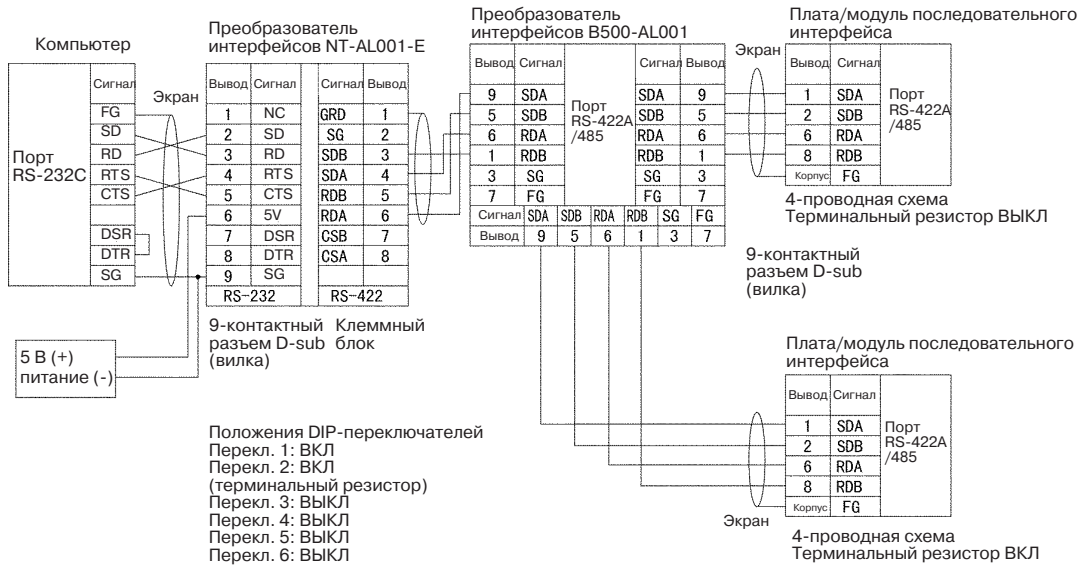 Компьютер
Сигнал
FG
SD
RD
RTS
CTS
DSR
DTR
SG
Порт
RS-232C
Экран
5 В (+)
питание (-)
Преобразователь
интерфейсов NT-AL001-E
Вывод Сигнал Сигнал Вывод
1 NC GRD 1
2 SD SG 2
3 RD SDB 3
4 RTS SDA 4
5 CTS RDB 5
6 5V RDA 6
7 DSR CSB 7
8 DTR CSA 8
9 SG
RS-232 RS-422
9-контактный
разъем D-sub
(вилка)
Клеммный
блок
Положения DIP-переключателей
Перекл. 1: ВКЛ
Перекл. 2: ВКЛ
(терминальный резистор)
Перекл. 3: ВЫКЛ
Перекл. 4: ВЫКЛ
Перекл. 5: ВЫКЛ
Перекл. 6: ВЫКЛ
Преобразователь
интерфейсов B500-AL001
Вывод Сигнал Сигнал Вывод
9 SDA SDA 9
5 SDB SDB 5
6 RDA RDA 6
1 RDB RDB 1
3 SG SG 3
7 FG FG 7
Порт
RS-422A
/485
Сигнал SDA SDB RDA RDB SG FG
Вывод 9 5 6 1 3 7
Экран
Плата/модуль последовательного
интерфейса
Вывод Сигнал
1 SDA
2 SDB
6 RDA
8 RDB
Корпус FG
Порт
RS-422A
/485
4-проводная схема
Терминальный резистор ВЫКЛ
9-контактный
разъем D-sub
(вилка)
Плата/модуль последовательного
интерфейса
Вывод Сигнал
1 SDA
2 SDB
6 RDA
8 RDB
Корпус FG
Порт
RS-422A
/485
Экран
4-проводная схема
Терминальный резистор ВКЛ